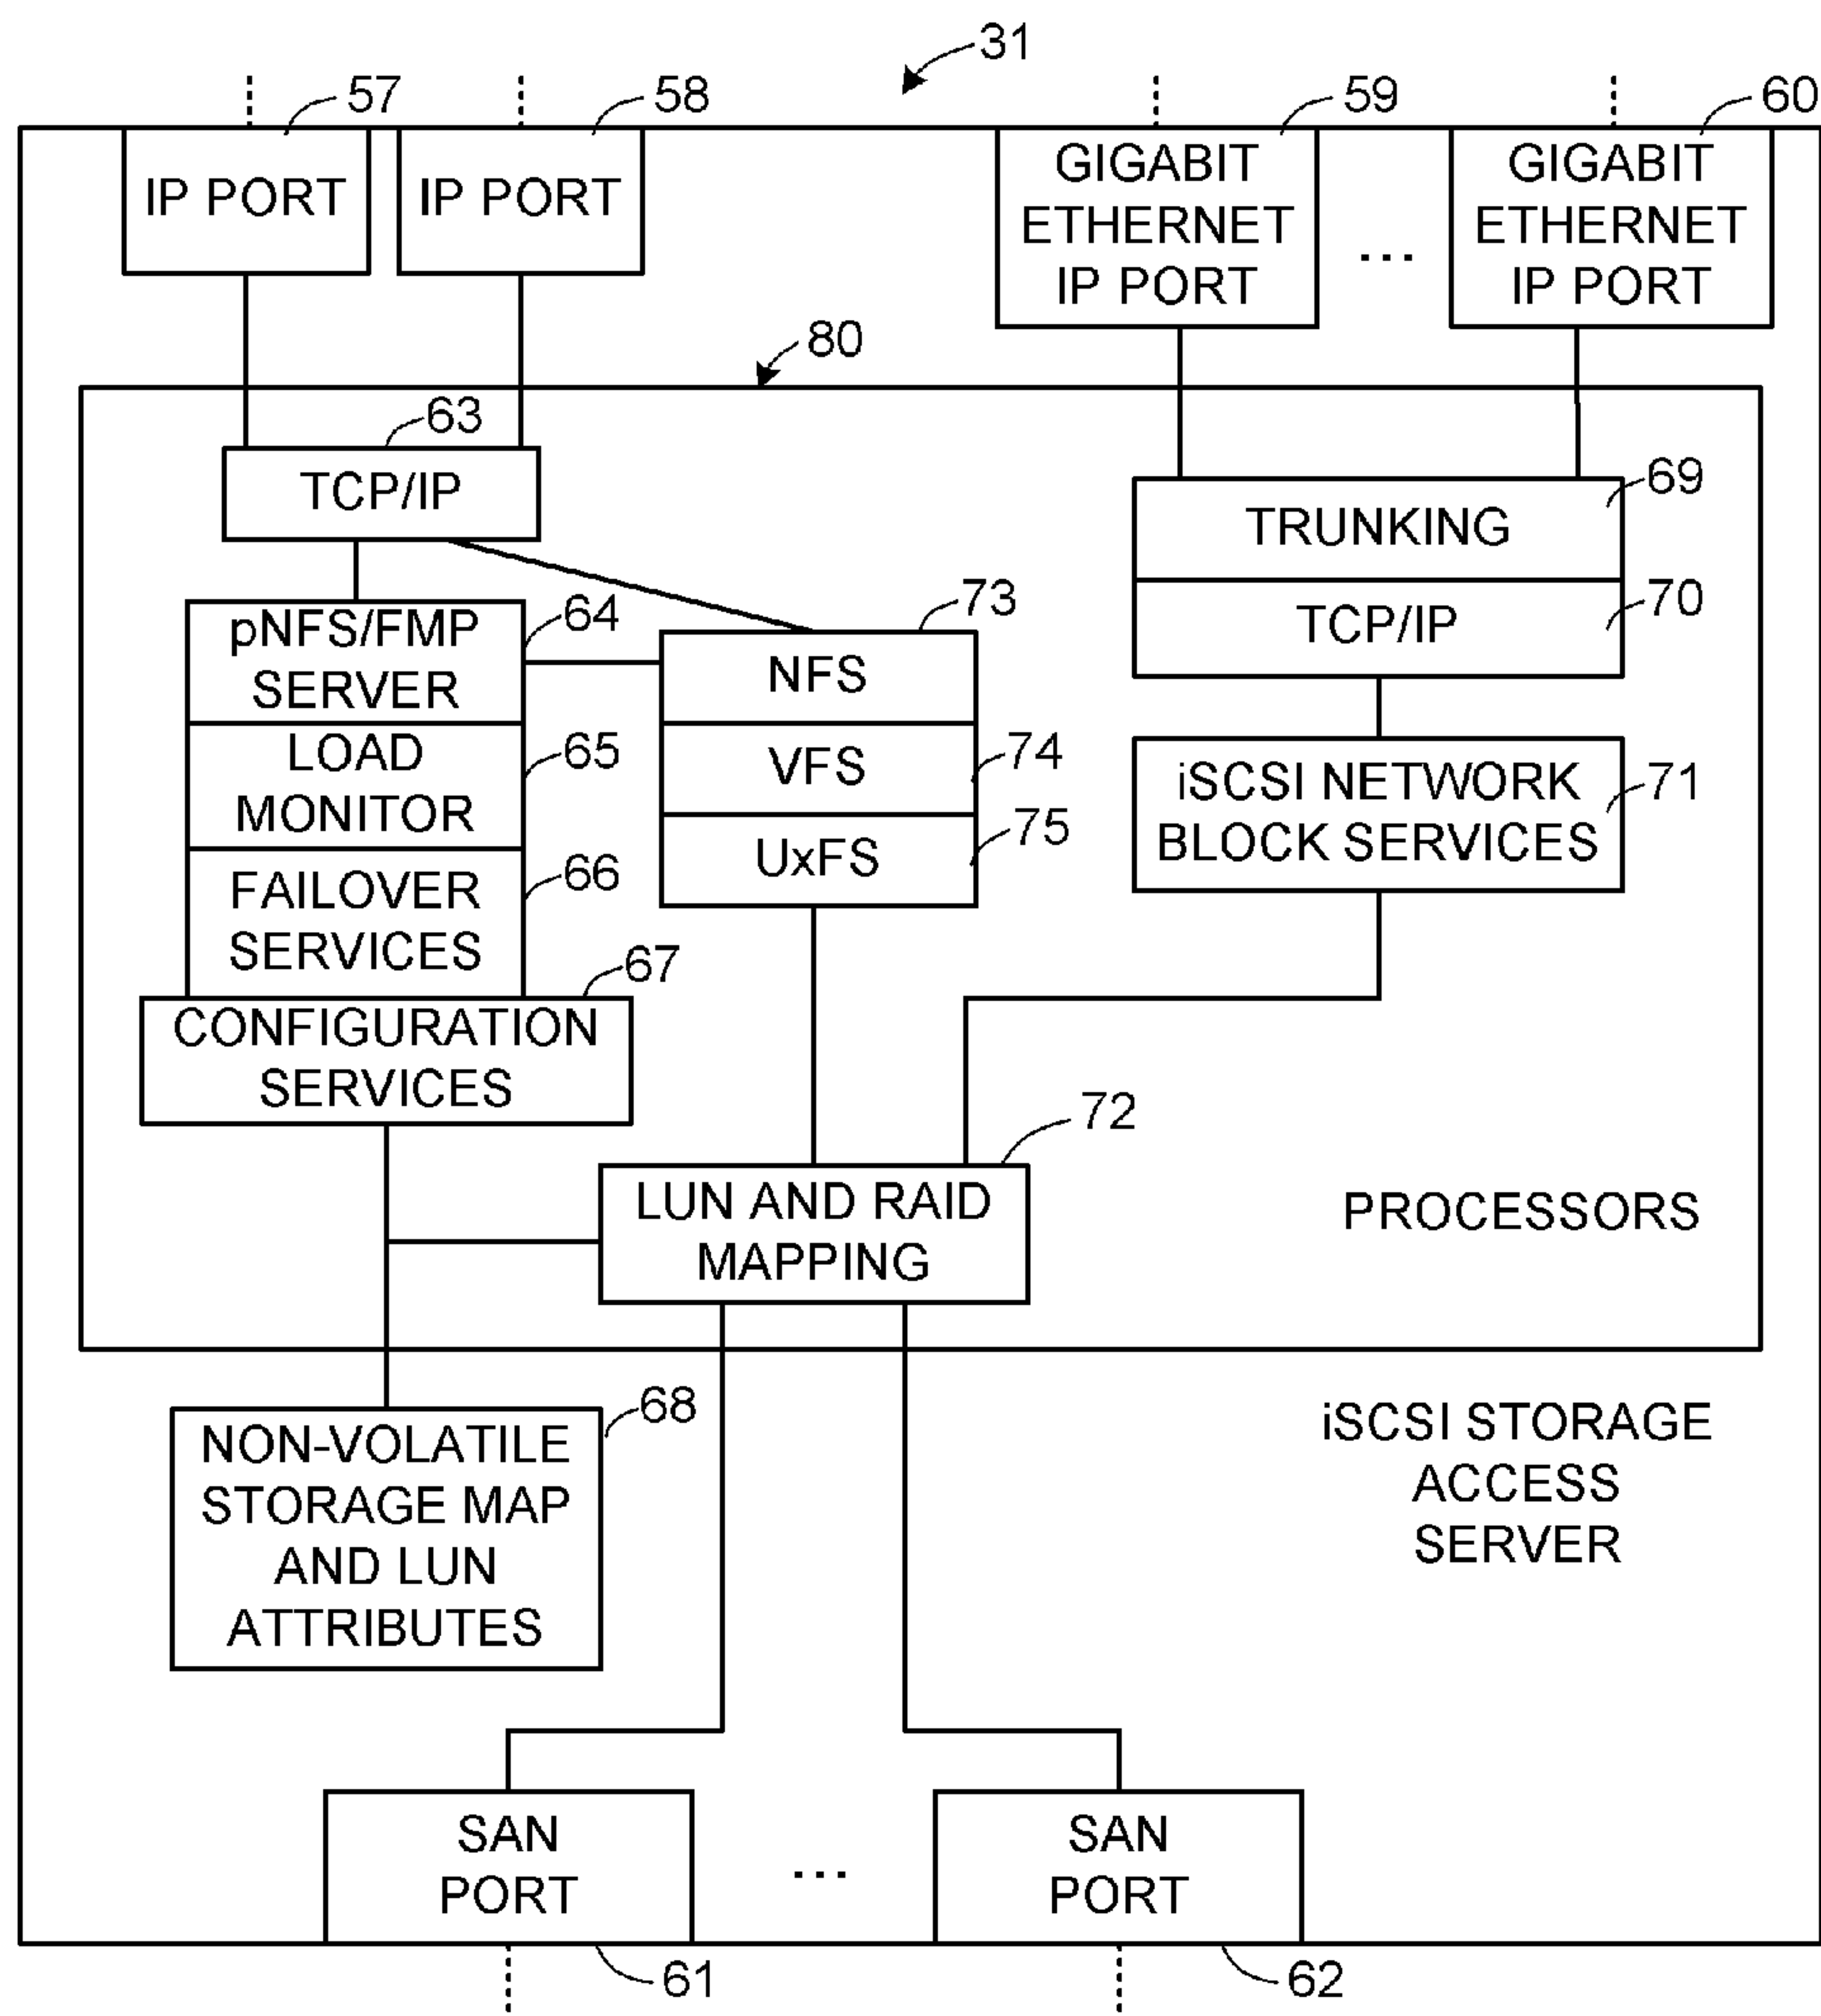 31
57
58
59
60
IP PORT
IP PORT
GIGABIT
ETHERNET
IP PORT
...
GIGABIT
ETHERNET
IP PORT
80
63
TCP/IP
69
TRUNKING
70
TCP/IP
64
pNFS/FMP
SERVER
73
NFS
65
LOAD
MONITOR
74
VFS
71
iSCSI NETWORK
BLOCK SERVICES
75
UxFS
66
FAILOVER
SERVICES
67
CONFIGURATION
SERVICES
72
LUN AND RAID
MAPPING
PROCESSORS
68
NON-VOLATILE
STORAGE MAP
AND LUN
ATTRIBUTES
iSCSI STORAGE
ACCESS
SERVER
SAN
PORT
...
SAN
PORT
61
62